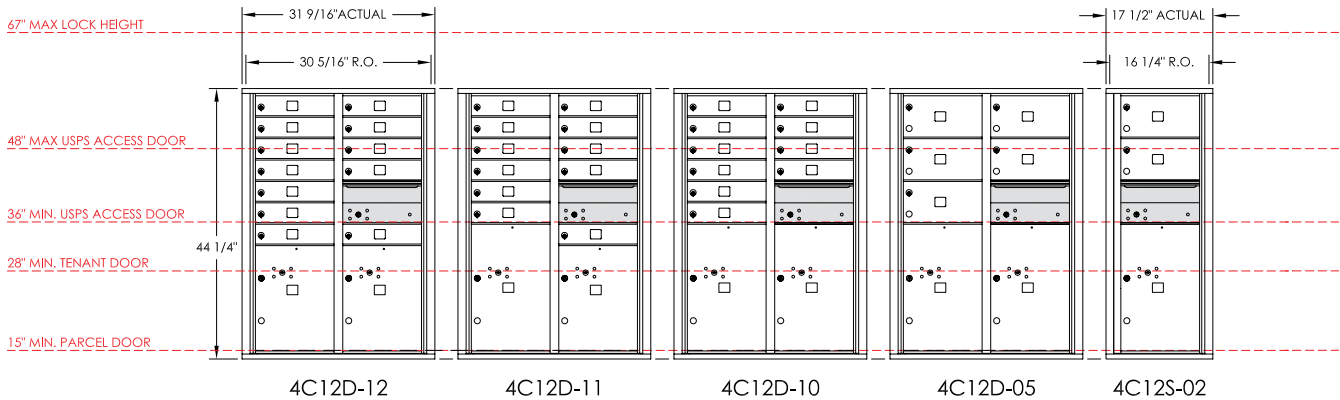 31 9/16" ACTUAL
17 1/2" ACTUAL
67" MAX LOCK HEIGHT
30 5/16" R.O.
16 1/4" R.O.
48" MAX USPS ACCESS DOOR
36" MIN. USPS ACCESS DOOR
44 1/4"
28" MIN. TENANT DOOR
15" MIN. PARCEL DOOR
4C12D-12
4C12D-11
4C12D-10
4C12D-05
4C12S-02